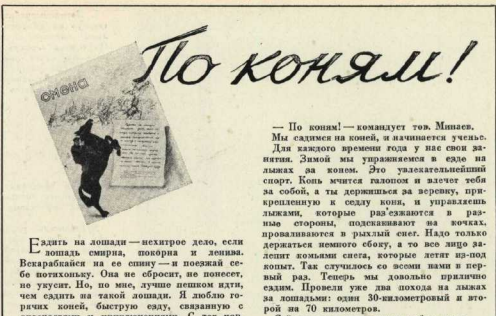 По коням!
смена
Ездить на лошади — нехитрое дело, если
лошадь смирна, покорна и ленива.
Вскарабкайся на ее спину — и поезжай се-
бе потихоньку. Она не сбросит, не понесет,
не укусит. Но, по мне, лучше пешком идти,
чем ездить на такой лошади. Я люблю го-
рячих коней, быструю езду, связанную с
— По коням! — командует тов. Минаев.
Мы садимся на коней, и начинается ученье.
Для каждого времени года у нас свои за-
нятия. Зимой мы упражняемся в езде на
лыжах за конем. Это увлекательнейший
спорт. Конь мчится галопом и влечет тебя
за собой, а ты держишься за веревку, при-
крепленную к седлу коня, и управляешь
лыжами, которые раз'езжаются в раз-
ные стороны, подскакивают на кочках,
проваливаются в рыхлый снег. Надо только
держаться немного сбоку, а то все лицо за-
лепит комьями снега, которые летят из-под
копыт. Так случилось со всеми нами в пер-
вый раз. Теперь мы довольно прилично
ездим. Провели уже два похода на лыжах
за лошадьми: один 30-километровый и вто-
рой на 70 километров.